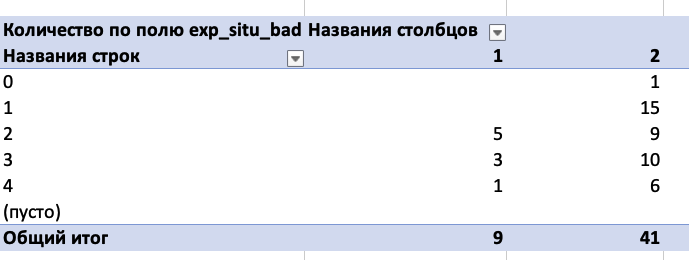 Количество по полю exp_situ_bad Названия столбцов
Названия строк 1 2
0 1
1 15
2 5 9
3 3 10
4 1 6
(пусто)
Общий итог 9 41